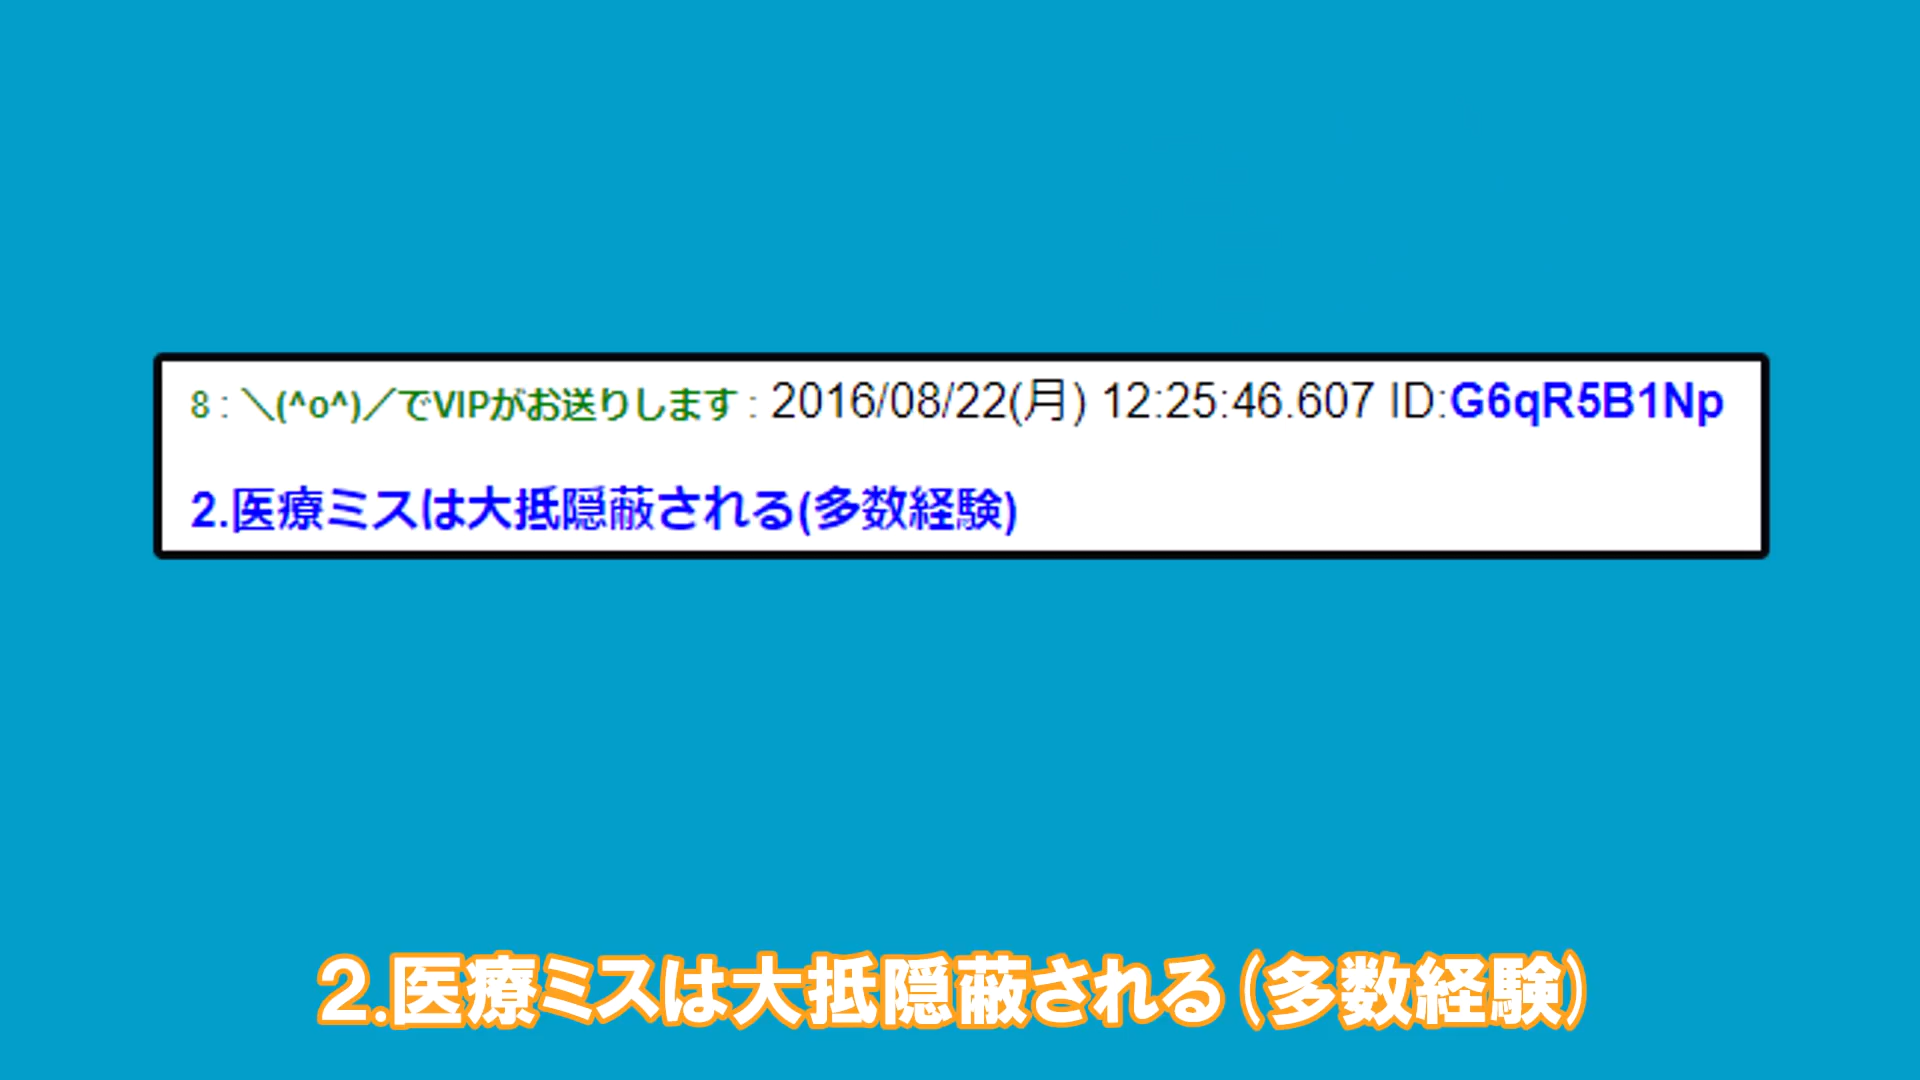 8 : ＼(^o^)／でVIPがお送りします : 2016/08/22(月) 12:25:46.607 ID:G6qR5B1Np
2.医療ミスは大抵隠蔽される(多数経験)
２.医療ミスは大抵隠蔽される（多数経験）